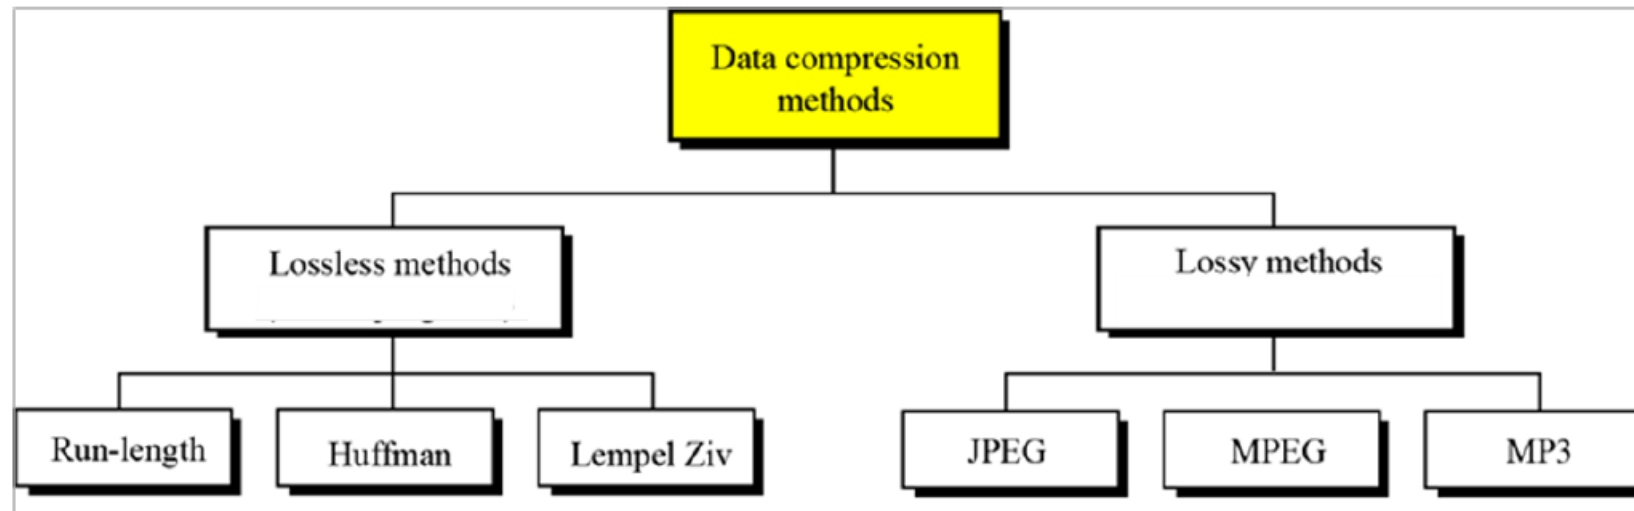 Data compression
methods
Lossless methods
Lossy methods
Run-length
Huffman
Lempel Ziv
JPEG
MPEG
MP3